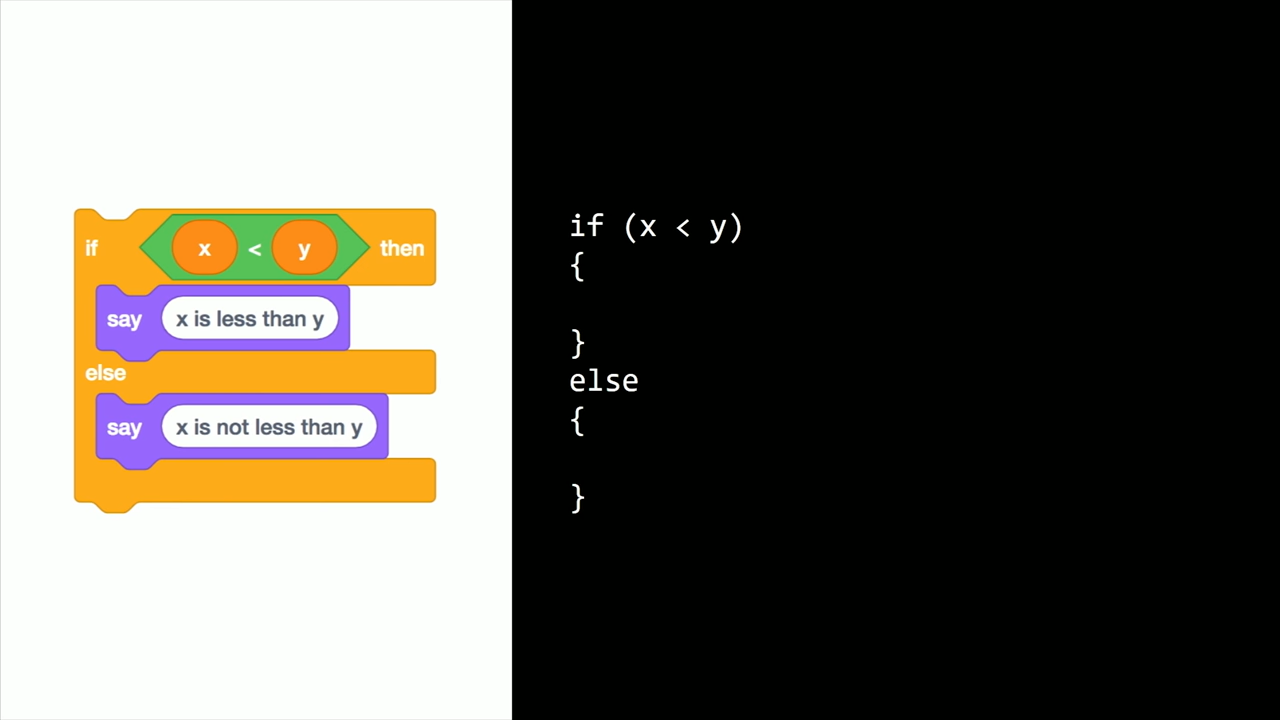 if x < y then
say x is less than y
else
say x is not less than y
if (x < y)
{
}
else
{
}